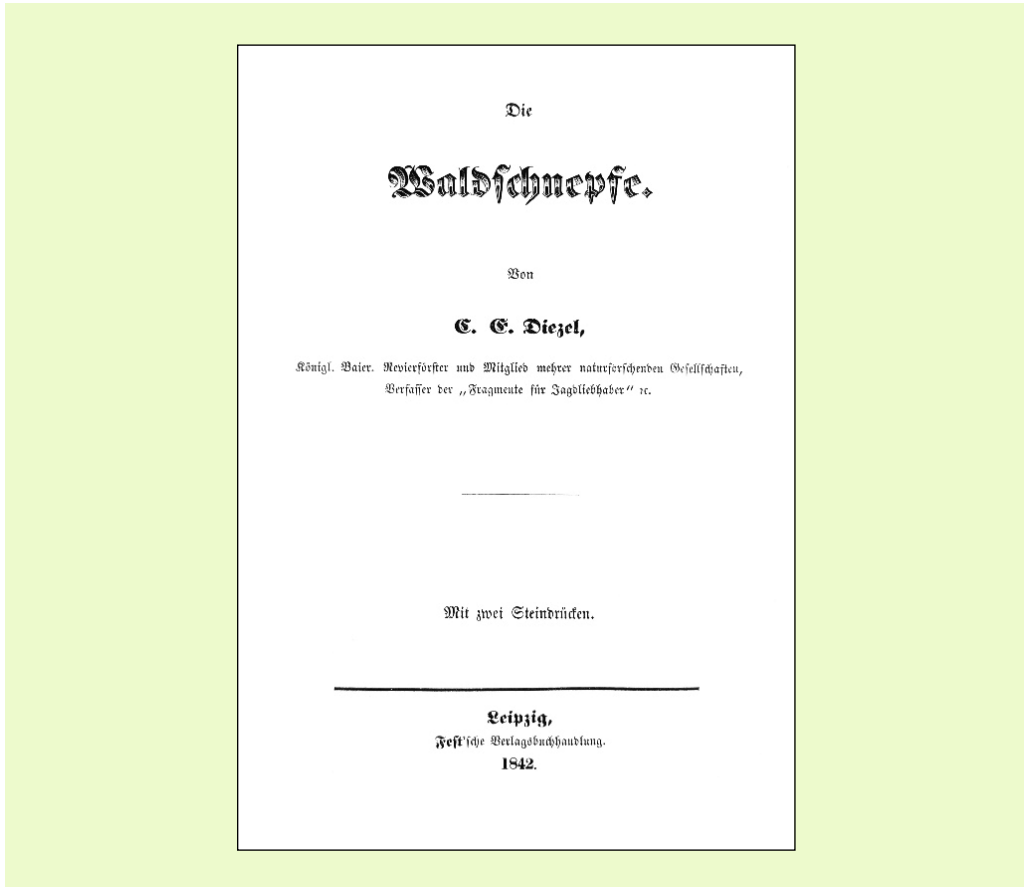 Die
Waldschnepfe.
Von
C. E. Diezel,
Königl. Baier. Revierförster und Mitglied mehrer naturforschenden Gesellschaften,
Verfasser der „Fragmente für Jagdliebhaber“ ꝛc.
Mit zwei Steindrücken.
Leipzig,
Fest'sche Verlagsbuchhandlung.
1842.